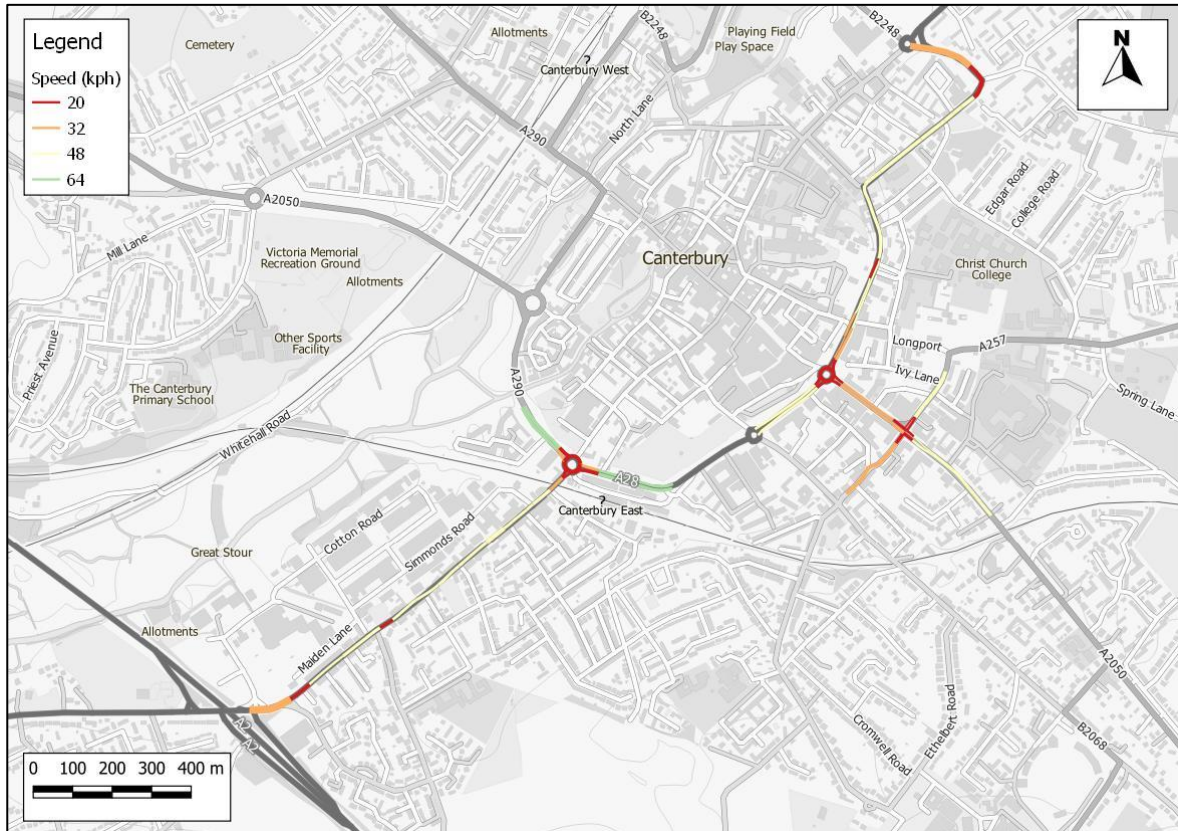 Legend
Speed (kph)
20
32
48
64
N
Cemetery
Allotments
B2248
Playing Field
Play Space
B2248
?
Canterbury West
A290
North Lane
A2050
Mill Lane
Edgar Road
College Road
Victoria Memorial
Recreation Ground
Allotments
Canterbury
Christ Church
College
Priest Avenue
Other Sports
Facility
Longport
A257
Ivy Lane
The Canterbury
Primary School
A290
Spring Lane
Whitehall Road
A28
?
Canterbury East
Cotton Road
Simmonds Road
Great Stour
Allotments
Maiden Lane
A2050
A2
A2
Cromwell Road
Ethelbert Road
B2068
0 100 200 300 400 m